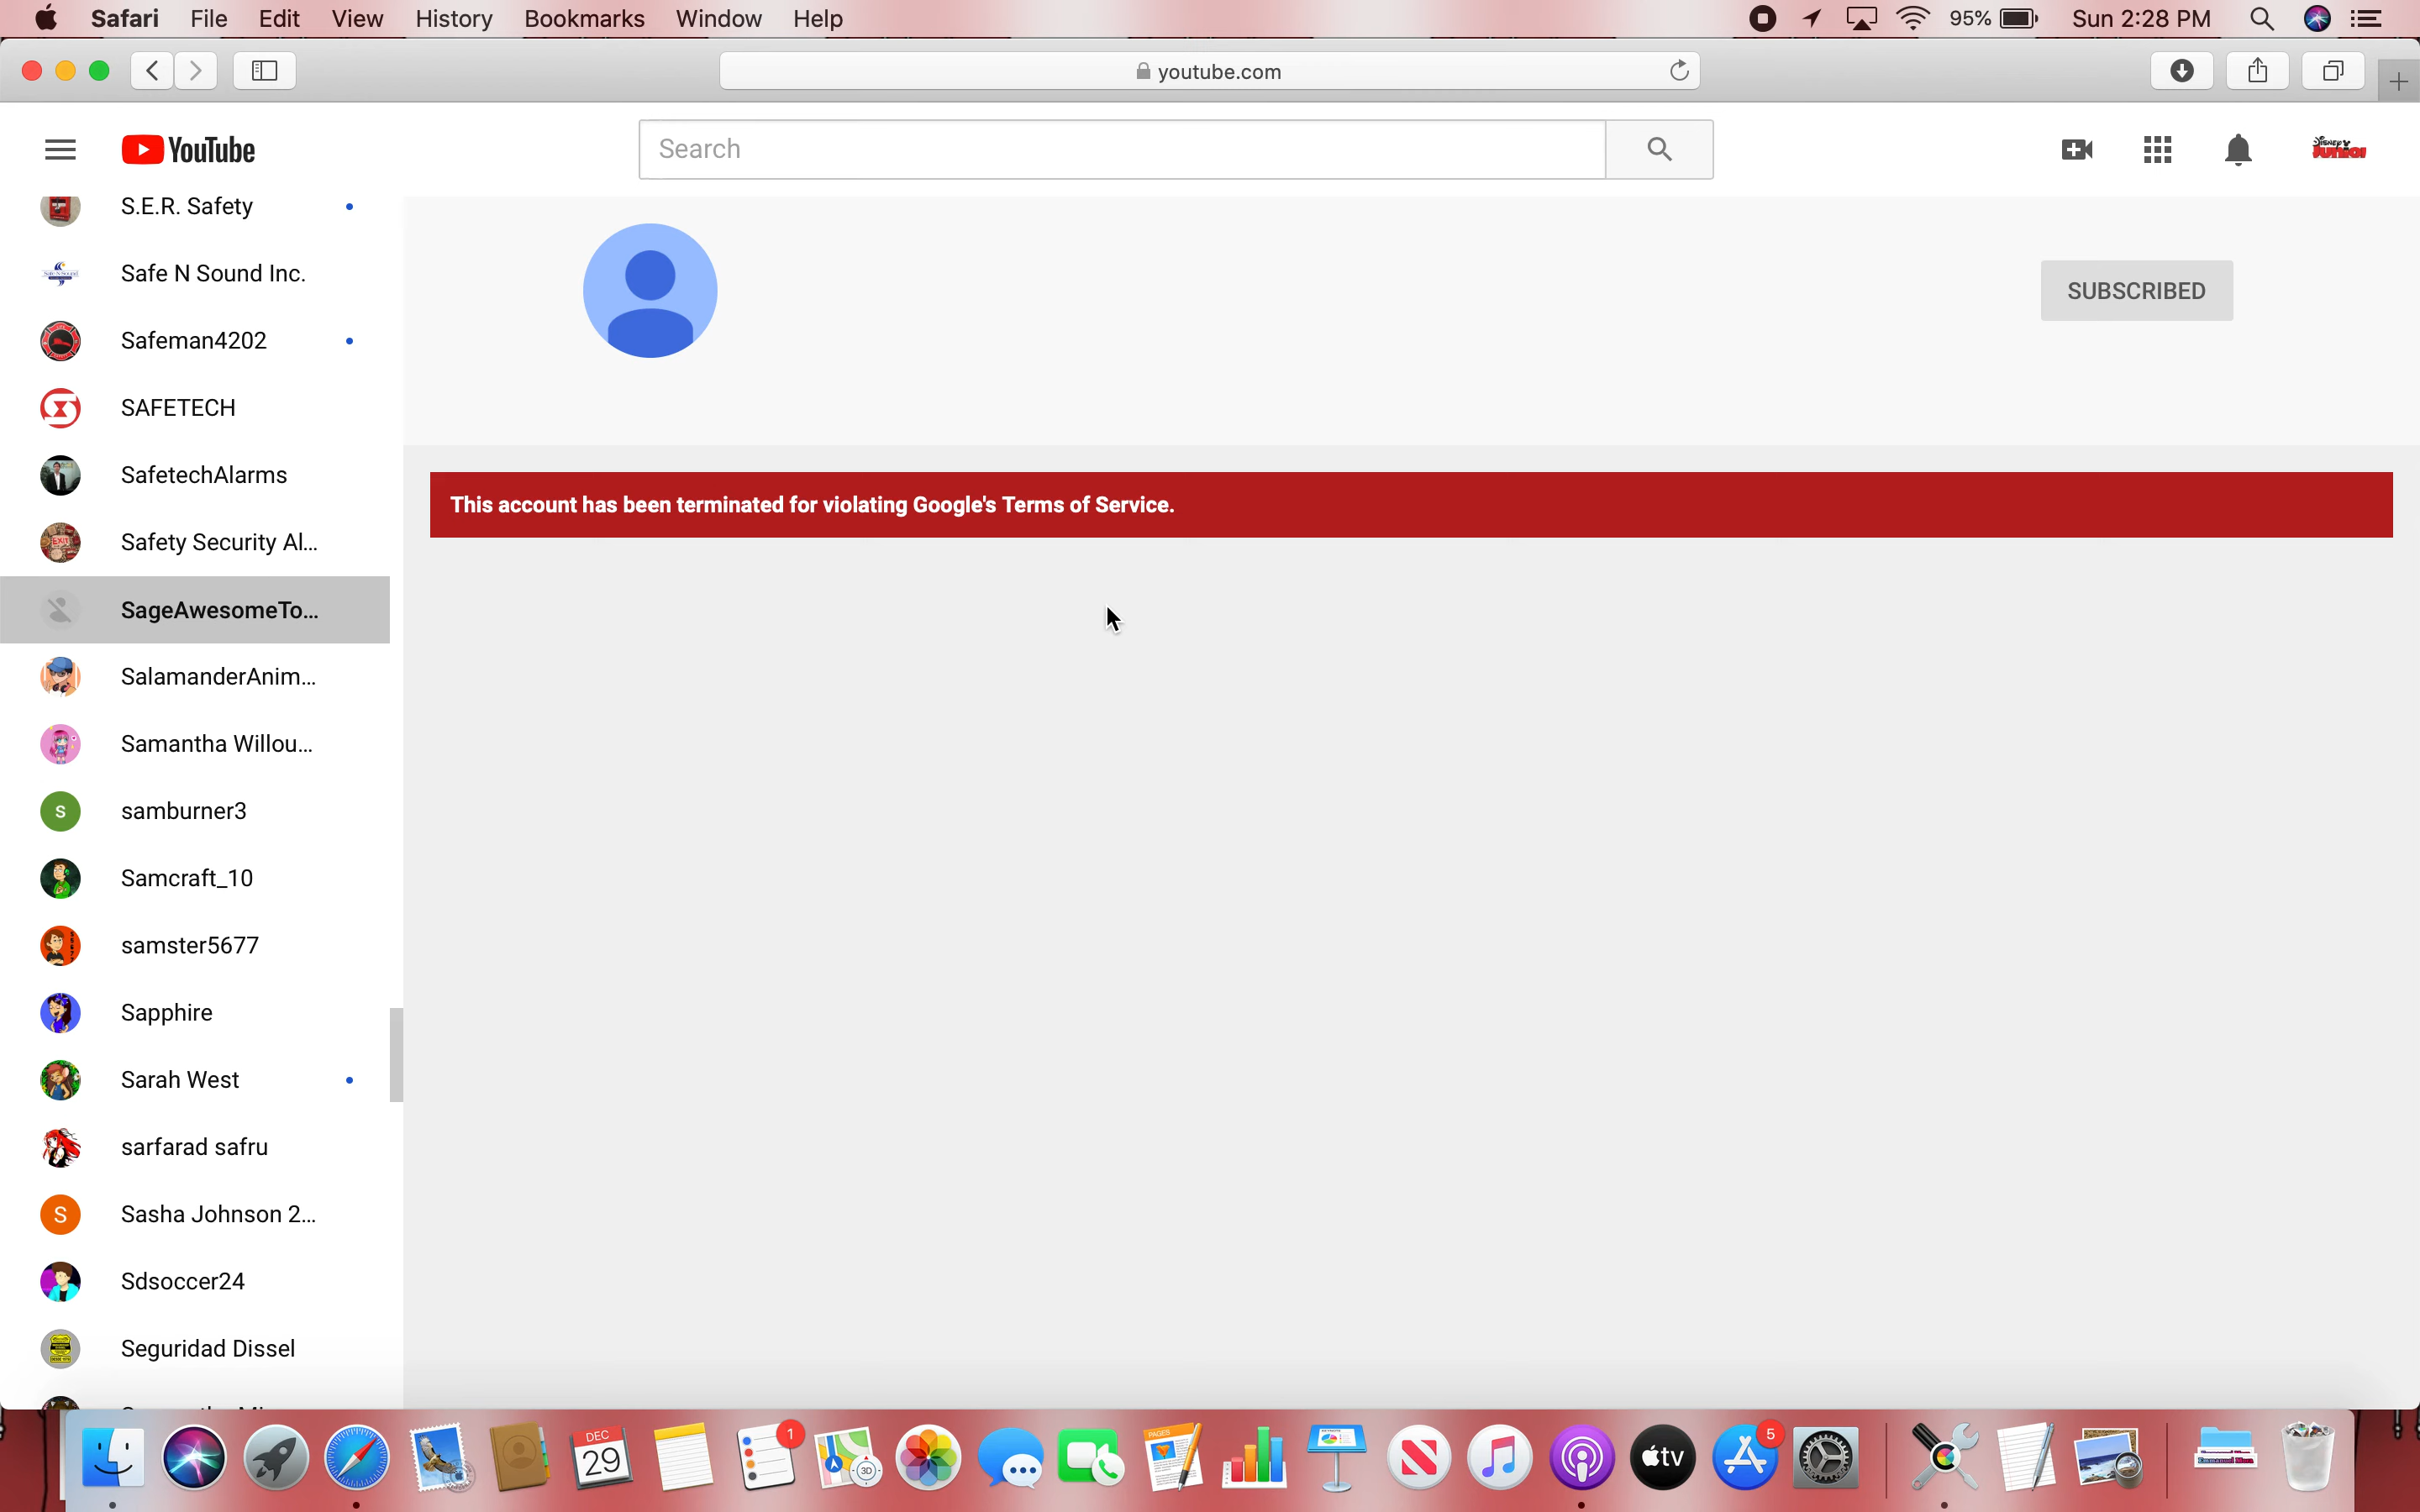 Safari File Edit View History Bookmarks Window Help 95% Sun 2:28 PM
youtube.com
YouTube Search
S.E.R. Safety
Safe N Sound Inc.
Safeman4202
SAFETECH
SafetechAlarms
Safety Security Al...
SageAwesomeTo...
SalamanderAnim...
Samantha Willou...
S samburner3
Samcraft_10
samster5677
Sapphire
Sarah West
sarfarad safru
S Sasha Johnson 2...
Sdsoccer24
Seguridad Dissel
SUBSCRIBED
This account has been terminated for violating Google's Terms of Service.
DEC
29
1
3D
PAGES
tv
5